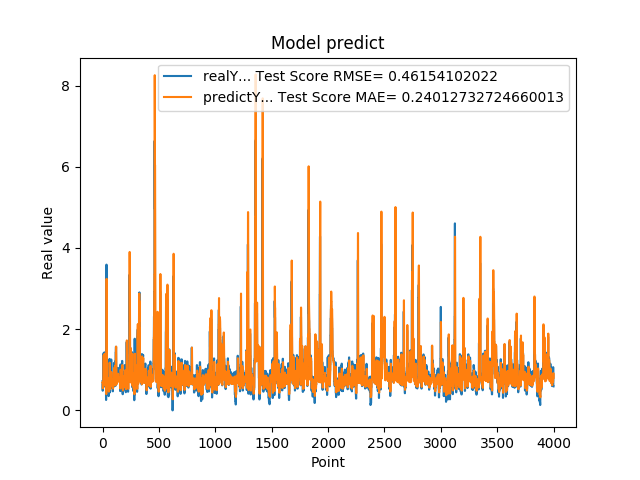 Model predict
realY... Test Score RMSE= 0.46154102022
predictY... Test Score MAE= 0.24012732724660013
8
6
4
2
0
Real value
0 500 1000 1500 2000 2500 3000 3500 4000
Point